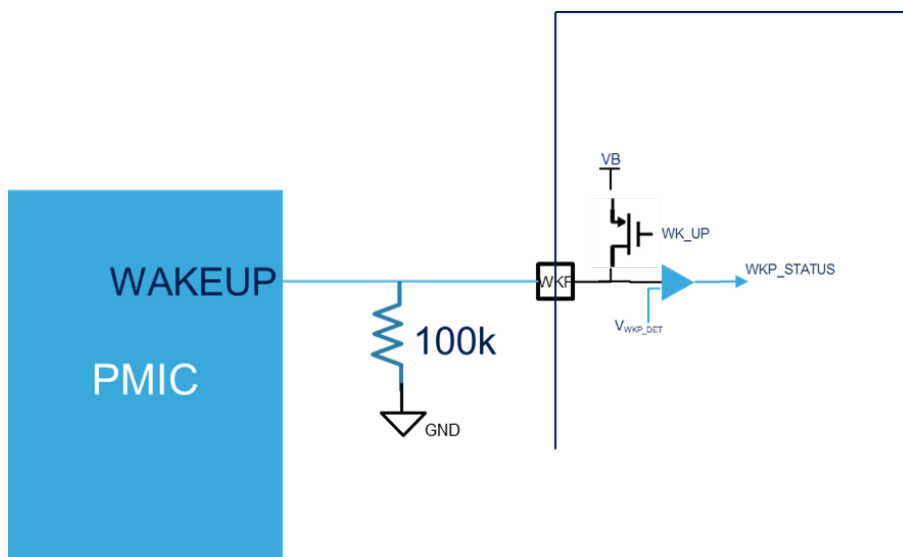 VB
WK_UP
WAKEUP
WKP
WKP_STATUS
100k
VWKP_DET
PMIC
GND